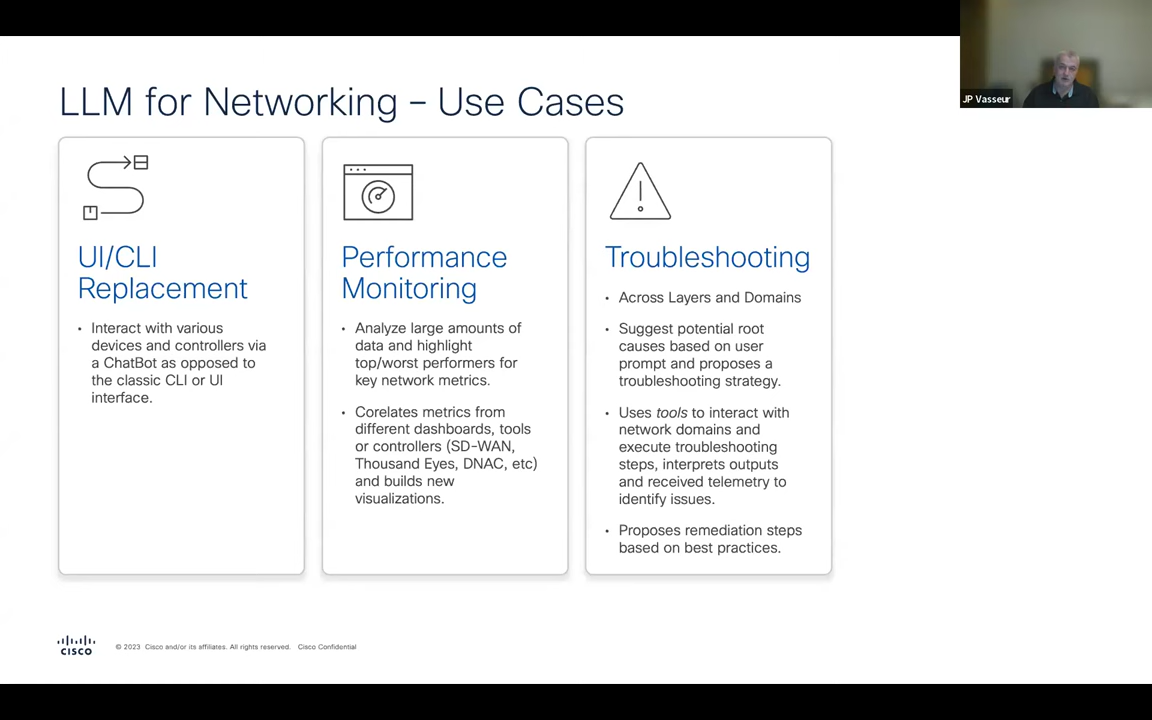 JP Vasseur
LLM for Networking – Use Cases
UI/CLI
Replacement
• Interact with various
devices and controllers via
a ChatBot as opposed to
the classic CLI or UI
interface.
Performance
Monitoring
• Analyze large amounts of
data and highlight
top/worst performers for
key network metrics.
• Corelates metrics from
different dashboards, tools
or controllers (SD-WAN,
Thousand Eyes, DNAC, etc)
and builds new
visualizations.
Troubleshooting
• Across Layers and Domains
• Suggest potential root
causes based on user
prompt and proposes a
troubleshooting strategy.
• Uses tools to interact with
network domains and
execute troubleshooting
steps, interprets outputs
and received telemetry to
identify issues.
• Proposes remediation steps
based on best practices.
CISCO
© 2023 Cisco and/or its affiliates. All rights reserved. Cisco Confidential